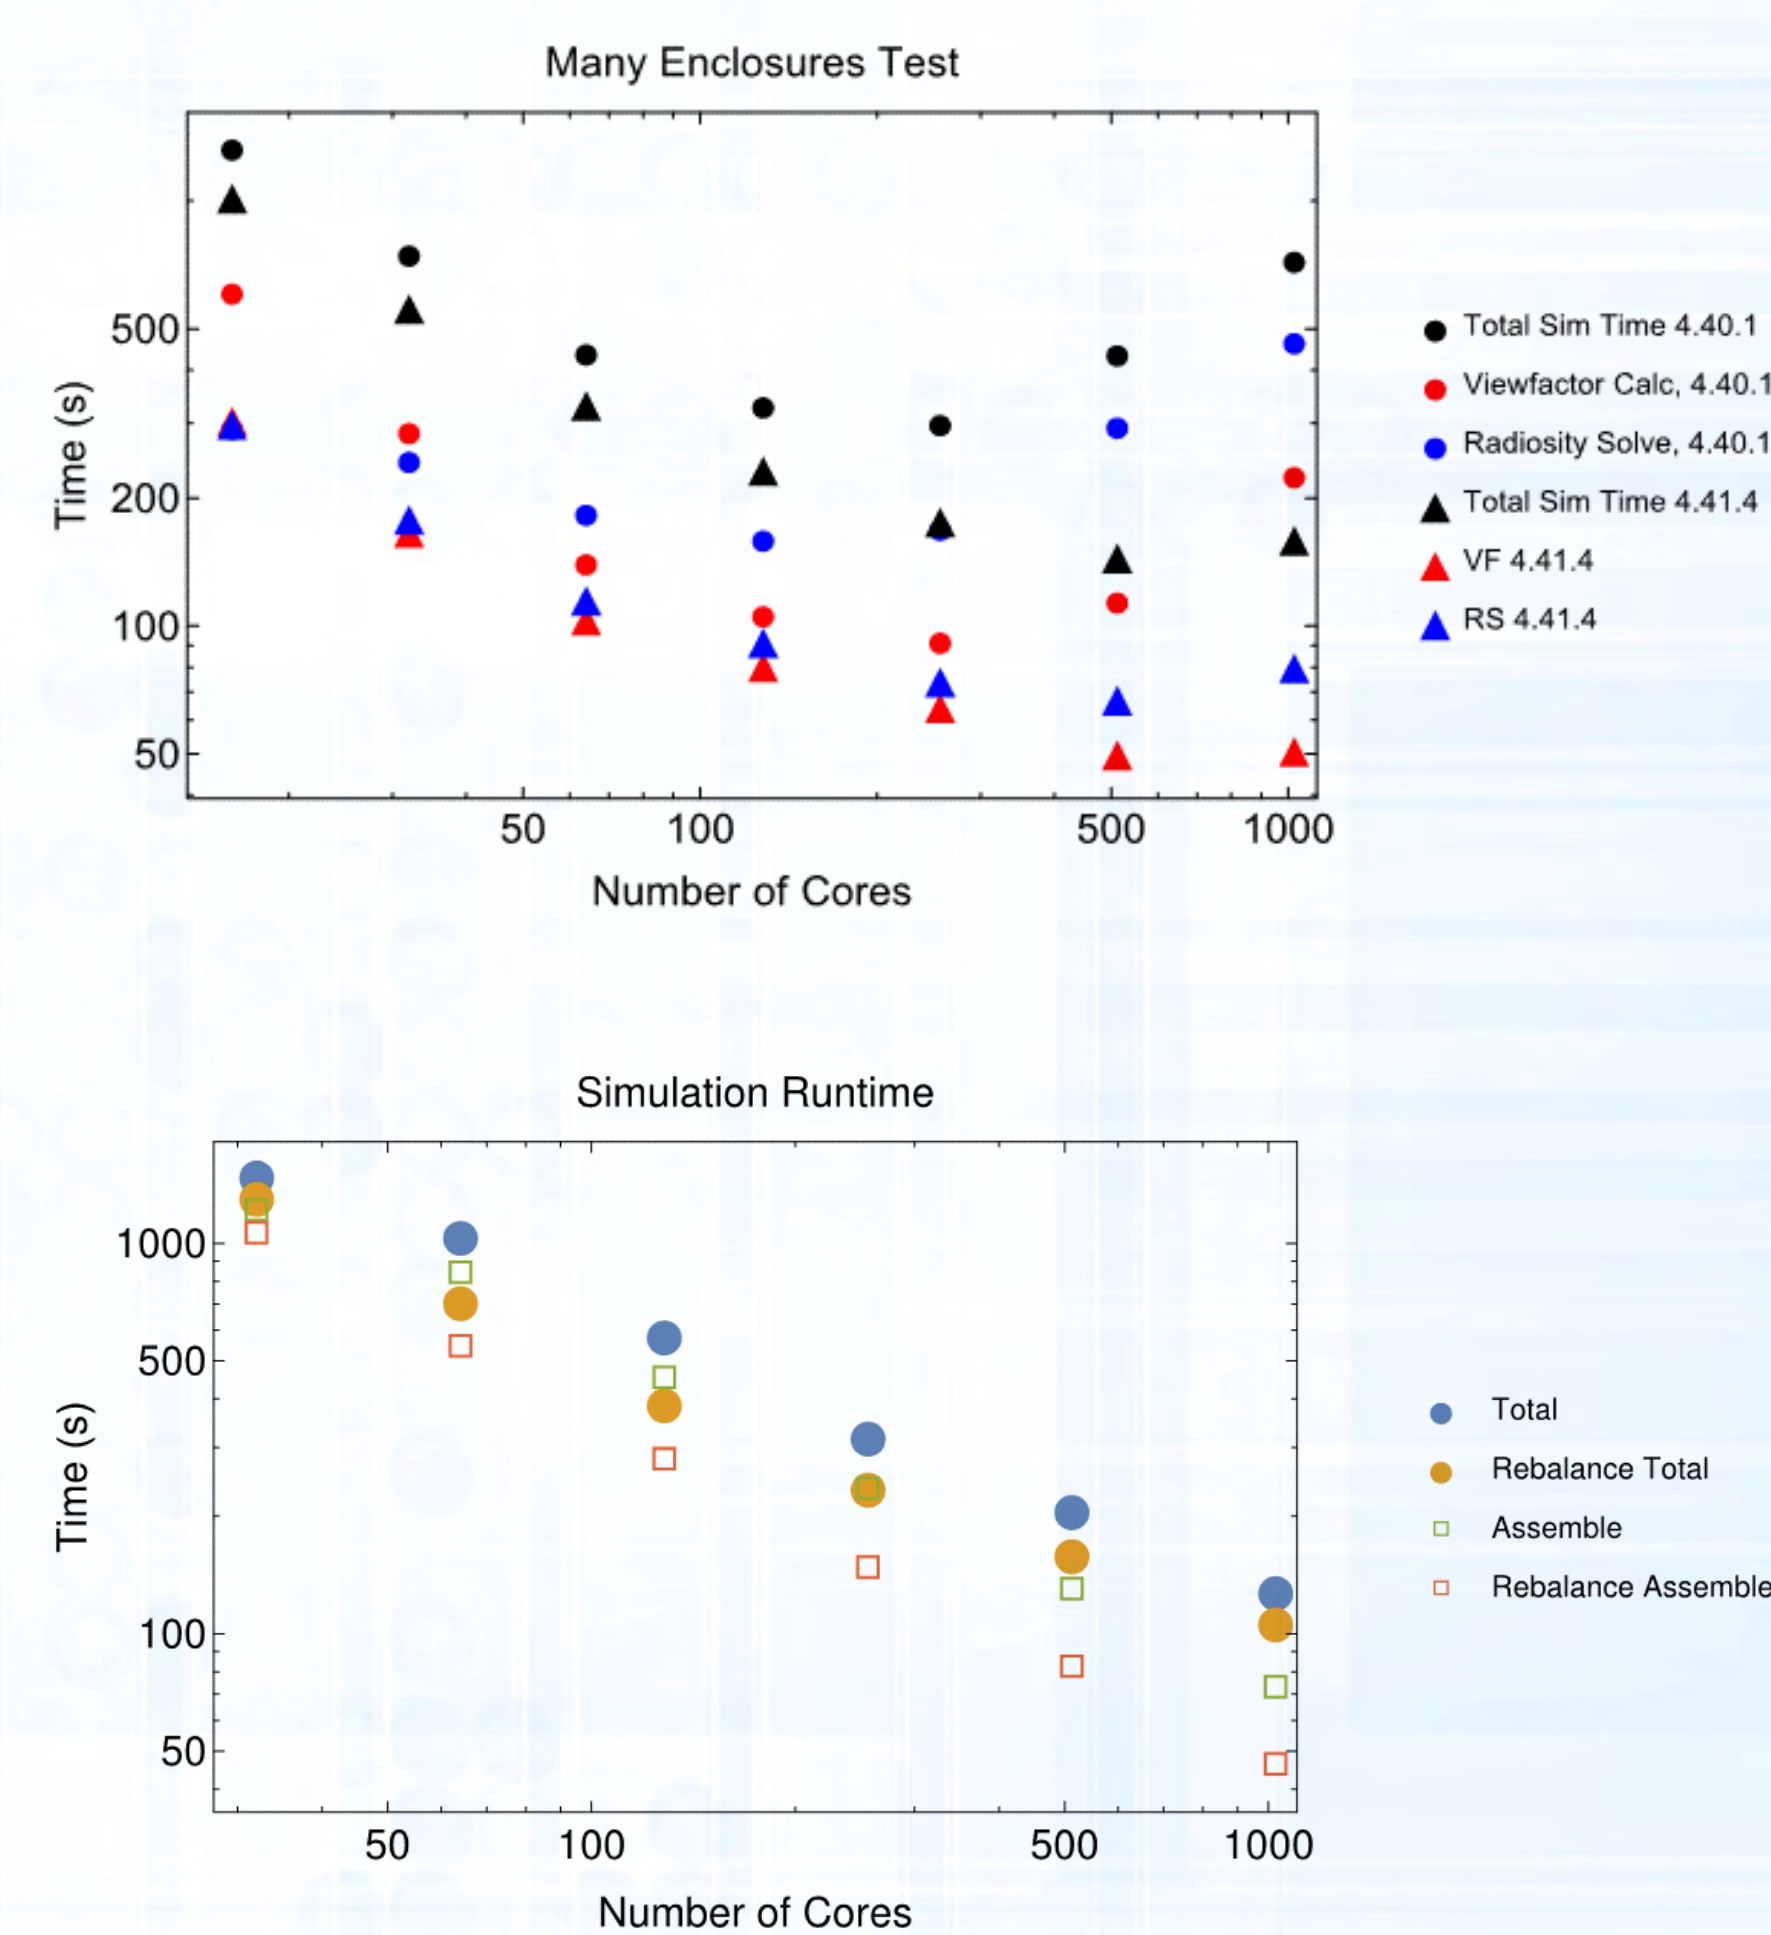 Many Enclosures Test
Time (s)
500
200
100
50
50 100 500 1000
Number of Cores
Total Sim Time 4.40.1
Viewfactor Calc, 4.40.1
Radiosity Solve, 4.40.1
Total Sim Time 4.41.4
VF 4.41.4
RS 4.41.4
Simulation Runtime
Time (s)
1000
500
100
50
50 100 500 1000
Number of Cores
Total
Rebalance Total
Assemble
Rebalance Assemble